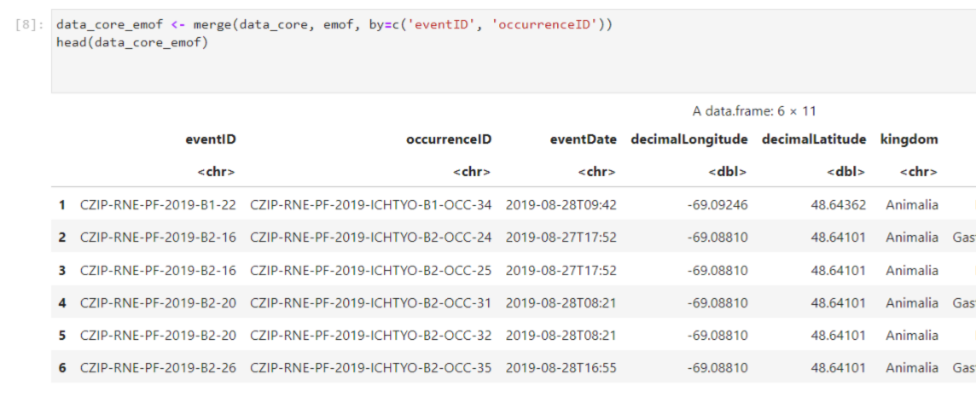 [8]: data_core_emof <- merge(data_core, emof, by=c('eventID', 'occurrenceID'))
head(data_core_emof)
A data.frame: 6 × 11
eventID occurrenceID eventDate decimalLongitude decimalLatitude kingdom
<chr> <chr> <chr> <dbl> <dbl> <chr>
1 CZIP-RNE-PF-2019-B1-22 CZIP-RNE-PF-2019-ICHTYO-B1-OCC-34 2019-08-28T09:42 -69.09246 48.64362 Animalia
2 CZIP-RNE-PF-2019-B2-16 CZIP-RNE-PF-2019-ICHTYO-B2-OCC-24 2019-08-27T17:52 -69.08810 48.64101 Animalia Gas
3 CZIP-RNE-PF-2019-B2-16 CZIP-RNE-PF-2019-ICHTYO-B2-OCC-25 2019-08-27T17:52 -69.08810 48.64101 Animalia
4 CZIP-RNE-PF-2019-B2-20 CZIP-RNE-PF-2019-ICHTYO-B2-OCC-31 2019-08-28T08:21 -69.08810 48.64101 Animalia Gas
5 CZIP-RNE-PF-2019-B2-20 CZIP-RNE-PF-2019-ICHTYO-B2-OCC-32 2019-08-28T08:21 -69.08810 48.64101 Animalia
6 CZIP-RNE-PF-2019-B2-26 CZIP-RNE-PF-2019-ICHTYO-B2-OCC-35 2019-08-28T16:55 -69.08810 48.64101 Animalia Gas